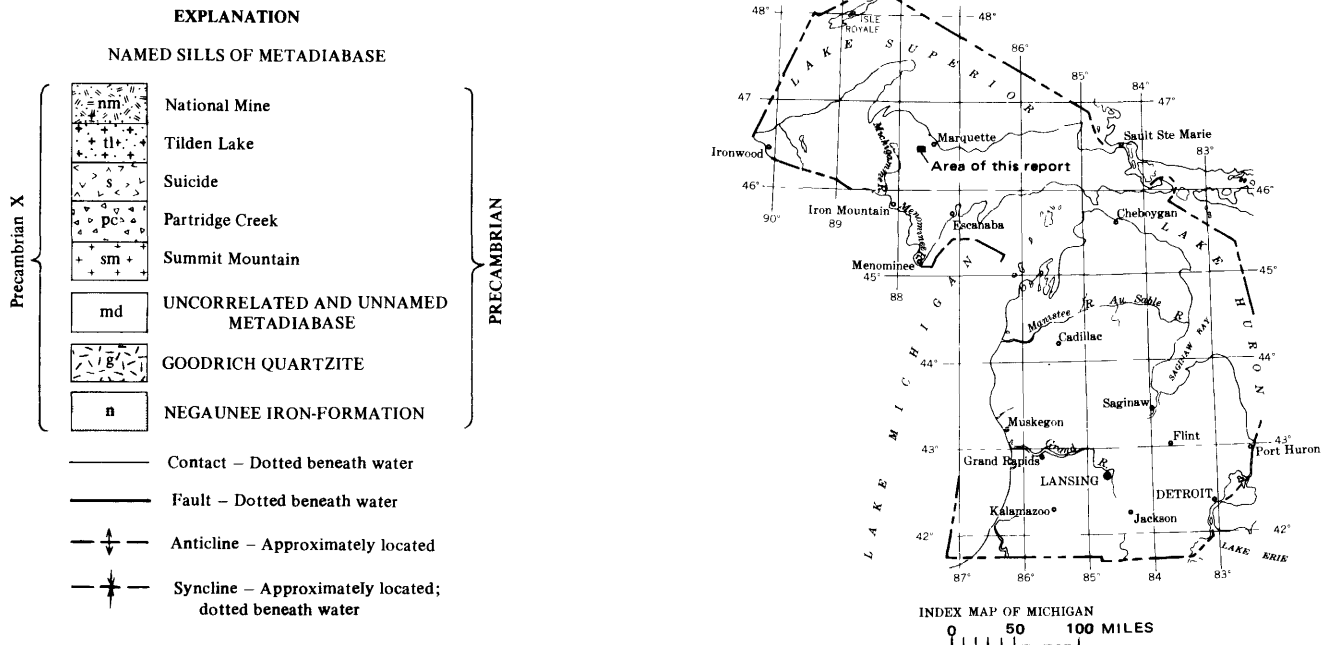 EXPLANATION
NAMED SILLS OF METADIABASE
nm National Mine
tl Tilden Lake
s Suicide
pc Partridge Creek
sm Summit Mountain
md UNCORRELATED AND UNNAMED
METADIABASE
g GOODRICH QUARTZITE
n NEGAUNEE IRON-FORMATION
Precambrian X
PRECAMBRIAN
Contact – Dotted beneath water
Fault – Dotted beneath water
Anticline – Approximately located
Syncline – Approximately located;
dotted beneath water
48°
ISLE
ROYALE
48°
LAKE SUPERIOR
86°
85°
47
47°
Marquette
Sault Ste Marie
83°
Ironwood
Michigamme R
Area of this report
46°
46°
90°
89
Iron Mountain
Menominee R
Escanaba
Cheboygan
LAKE HURON
Menominee
45°
45°
88
LAKE MICHIGAN
Manistee R
Au Sable R
Cadillac
SAGINAW BAY
44°
44°
Saginaw
Muskegon
Flint
43°
43°
Grand R
Port Huron
Grand Rapids
LANSING
DETROIT
Kalamazoo
Jackson
42°
42°
LAKE ERIE
87°
86°
85°
84
83°
INDEX MAP OF MICHIGAN
0 50 100 MILES